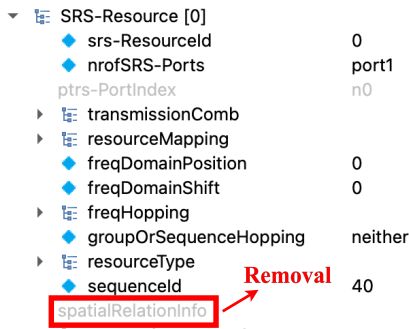 SRS-Resource [0]
srs-ResourceId 0
nrofSRS-Ports port1
ptrs-PortIndex n0
transmissionComb
resourceMapping
freqDomainPosition 0
freqDomainShift 0
freqHopping
groupOrSequenceHopping neither
resourceType
sequenceId 40
Removal
spatialRelationInfo